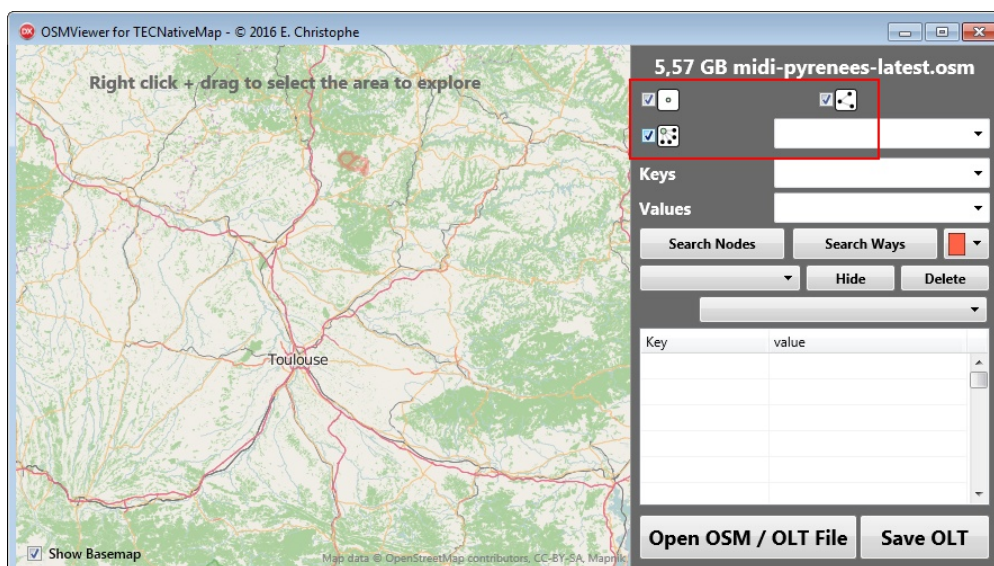 OSMViewer for TECNativeMap - © 2016 E. Christophe
Right click + drag to select the area to explore
Toulouse
Show Basemap
Map data © OpenStreetMap contributors, CC-BY-SA, Mapnik
5,57 GB midi-pyrenees-latest.osm
Keys
Values
Search Nodes Search Ways
Hide Delete
Key value
Open OSM / OLT File Save OLT